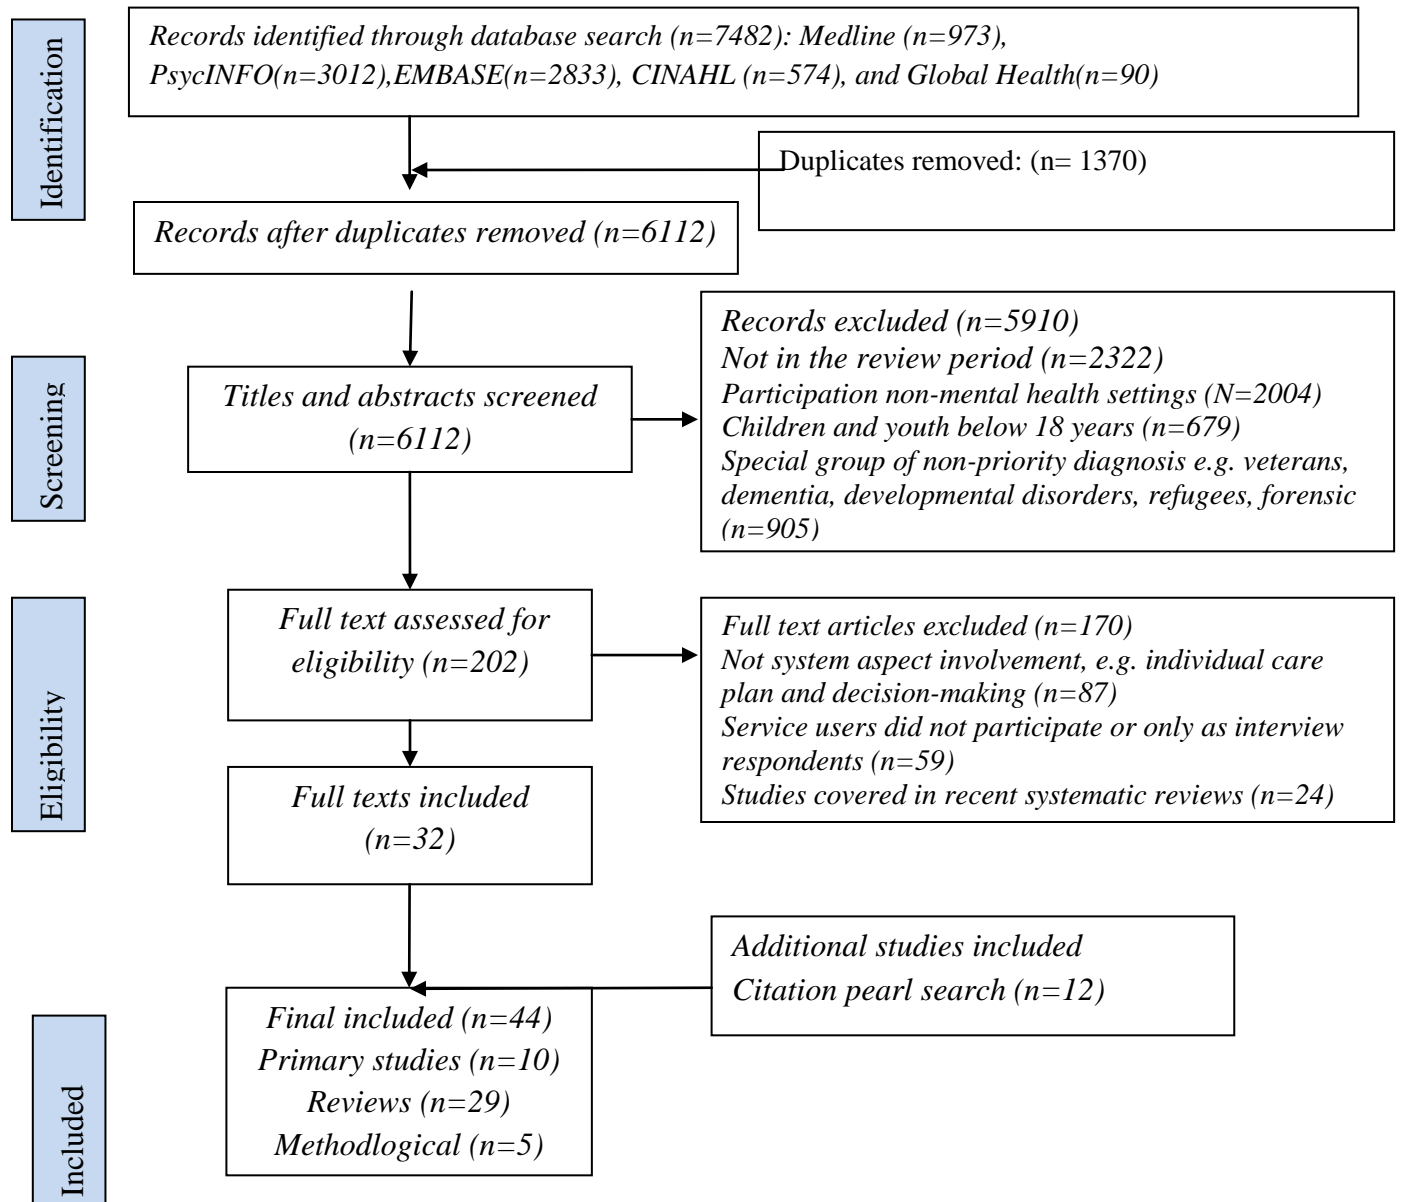 Identification
Records identified through database search (n=7482): Medline (n=973),
PsycINFO(n=3012),EMBASE(n=2833), CINAHL (n=574), and Global Health(n=90)
Duplicates removed: (n= 1370)
Records after duplicates removed (n=6112)
Screening
Titles and abstracts screened
(n=6112)
Records excluded (n=5910)
Not in the review period (n=2322)
Participation non-mental health settings (N=2004)
Children and youth below 18 years (n=679)
Special group of non-priority diagnosis e.g. veterans,
dementia, developmental disorders, refugees, forensic
(n=905)
Eligibility
Full text assessed for
eligibility (n=202)
Full text articles excluded (n=170)
Not system aspect involvement, e.g. individual care
plan and decision-making (n=87)
Service users did not participate or only as interview
respondents (n=59)
Studies covered in recent systematic reviews (n=24)
Full texts included
(n=32)
Additional studies included
Citation pearl search (n=12)
Included
Final included (n=44)
Primary studies (n=10)
Reviews (n=29)
Methodlogical (n=5)